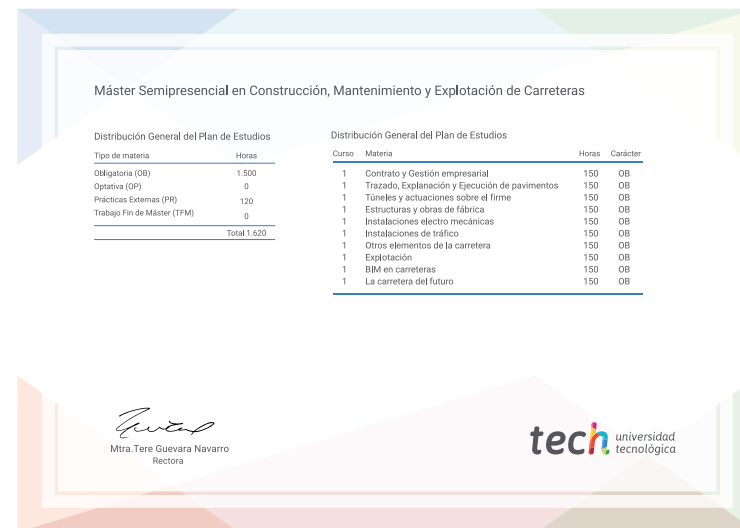 Máster Semipresencial en Construcción, Mantenimiento y Explotación de Carreteras
Distribución General del Plan de Estudios
Tipo de materia Horas
Obligatoria (OB) 1.500
Optativa (OP) 0
Prácticas Externas (PR) 120
Trabajo Fin de Máster (TFM) 0
Total 1.620
Distribución General del Plan de Estudios
Curso Materia Horas Carácter
1 Contrato y Gestión empresarial 150 OB
1 Trazado, Explanación y Ejecución de pavimentos 150 OB
1 Túneles y actuaciones sobre el firme 150 OB
1 Estructuras y obras de fábrica 150 OB
1 Instalaciones electro mecánicas 150 OB
1 Instalaciones de tráfico 150 OB
1 Otros elementos de la carretera 150 OB
1 Explotación 150 OB
1 BIM en carreteras 150 OB
1 La carretera del futuro 150 OB
Mtra.Tere Guevara Navarro
Rectora
tech universidad
tecnológica